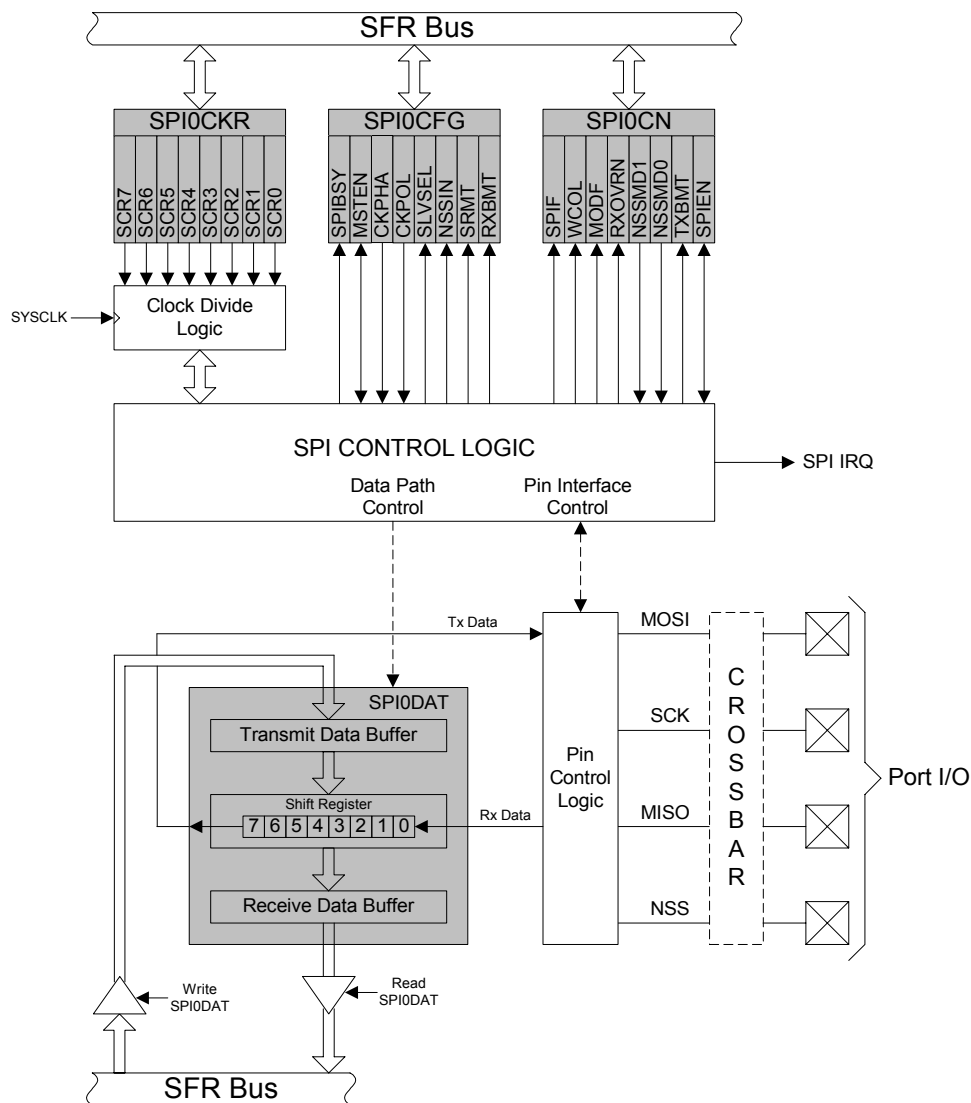 SFR Bus
SPI0CKR
SCR7
SCR6
SCR5
SCR4
SCR3
SCR2
SCR1
SCR0
SPI0CFG
SPIBSY
MSTEN
CKPHA
CKPOL
SLVSEL
NSSIN
SRMT
RXBMT
SPI0CN
SPIF
WCOL
MODF
RXOVRN
NSSMD1
NSSMD0
TXBMT
SPIEN
SYSCLK
Clock Divide
Logic
SPI CONTROL LOGIC
Data Path
Control
Pin Interface
Control
SPI IRQ
Tx Data
SPI0DAT
Transmit Data Buffer
Shift Register
7 6 5 4 3 2 1 0
Rx Data
Receive Data Buffer
Pin
Control
Logic
MOSI
SCK
MISO
NSS
CROSSBAR
Port I/O
Write
SPI0DAT
Read
SPI0DAT
SFR Bus